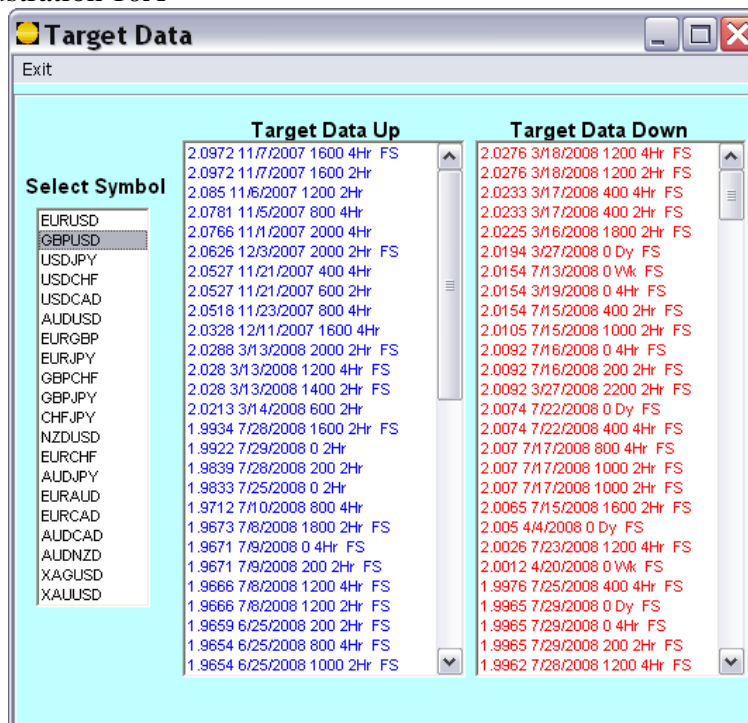 Target Data
Exit
Select Symbol
EURUSD
GBPUSD
USDJPY
USDCHF
USDCAD
AUDUSD
EURGBP
EURJPY
GBPCHF
GBPJPY
CHFJPY
NZDUSD
EURCHF
AUDJPY
EURAUD
EURCAD
AUDCAD
AUDNZD
XAGUSD
XAUUSD
Target Data Up
2.0972 11/7/2007 1600 4Hr FS
2.0972 11/7/2007 1600 2Hr
2.085 11/6/2007 1200 2Hr
2.0781 11/5/2007 800 4Hr
2.0766 11/1/2007 2000 4Hr
2.0626 12/3/2007 2000 2Hr FS
2.0527 11/21/2007 400 4Hr
2.0527 11/21/2007 600 2Hr
2.0518 11/23/2007 800 4Hr
2.0328 12/11/2007 1600 4Hr
2.0288 3/13/2008 2000 2Hr FS
2.028 3/13/2008 1200 4Hr FS
2.028 3/13/2008 1400 2Hr FS
2.0213 3/14/2008 600 2Hr
1.9934 7/28/2008 1600 2Hr FS
1.9922 7/29/2008 0 2Hr
1.9839 7/28/2008 200 2Hr
1.9833 7/25/2008 0 2Hr
1.9712 7/10/2008 800 4Hr
1.9673 7/8/2008 1800 2Hr FS
1.9671 7/9/2008 0 4Hr FS
1.9671 7/9/2008 200 2Hr FS
1.9666 7/8/2008 1200 4Hr FS
1.9666 7/8/2008 1200 2Hr FS
1.9659 6/25/2008 200 2Hr FS
1.9654 6/25/2008 800 4Hr FS
1.9654 6/25/2008 1000 2Hr FS
Target Data Down
2.0276 3/18/2008 1200 4Hr FS
2.0276 3/18/2008 1200 2Hr FS
2.0233 3/17/2008 400 4Hr FS
2.0233 3/17/2008 400 2Hr FS
2.0225 3/16/2008 1800 2Hr FS
2.0194 3/27/2008 0 Dy FS
2.0154 7/13/2008 0 Wk FS
2.0154 3/19/2008 0 4Hr FS
2.0154 7/15/2008 400 2Hr FS
2.0105 7/15/2008 1000 2Hr FS
2.0092 7/16/2008 0 4Hr FS
2.0092 7/16/2008 200 2Hr FS
2.0092 3/27/2008 2200 2Hr FS
2.0074 7/22/2008 0 Dy FS
2.0074 7/22/2008 400 4Hr FS
2.007 7/17/2008 800 4Hr FS
2.007 7/17/2008 1000 2Hr FS
2.007 7/17/2008 1000 2Hr FS
2.0065 7/15/2008 1600 2Hr FS
2.005 4/4/2008 0 Dy FS
2.0026 7/23/2008 1200 4Hr FS
2.0012 4/20/2008 0 Wk FS
1.9976 7/25/2008 400 4Hr FS
1.9965 7/29/2008 0 Dy FS
1.9965 7/29/2008 0 4Hr FS
1.9965 7/29/2008 200 2Hr FS
1.9962 7/28/2008 1200 4Hr FS